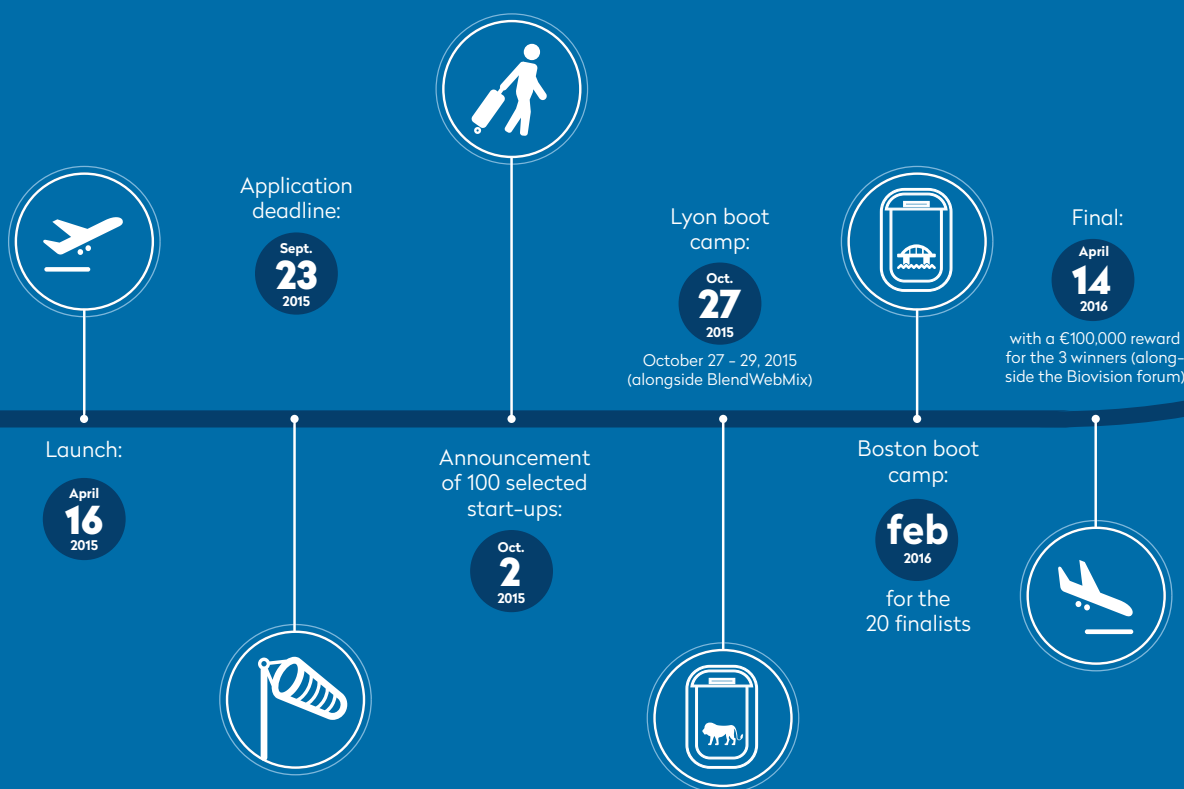 Launch:
April
16
2015
Application
deadline:
Sept.
23
2015
Announcement
of 100 selected
start-ups:
Oct.
2
2015
Lyon boot
camp:
Oct.
27
2015
October 27 - 29, 2015
(alongside BlendWebMix)
Boston boot
camp:
feb
2016
for the
20 finalists
Final:
April
14
2016
with a €100,000 reward
for the 3 winners (along-
side the Biovision forum)